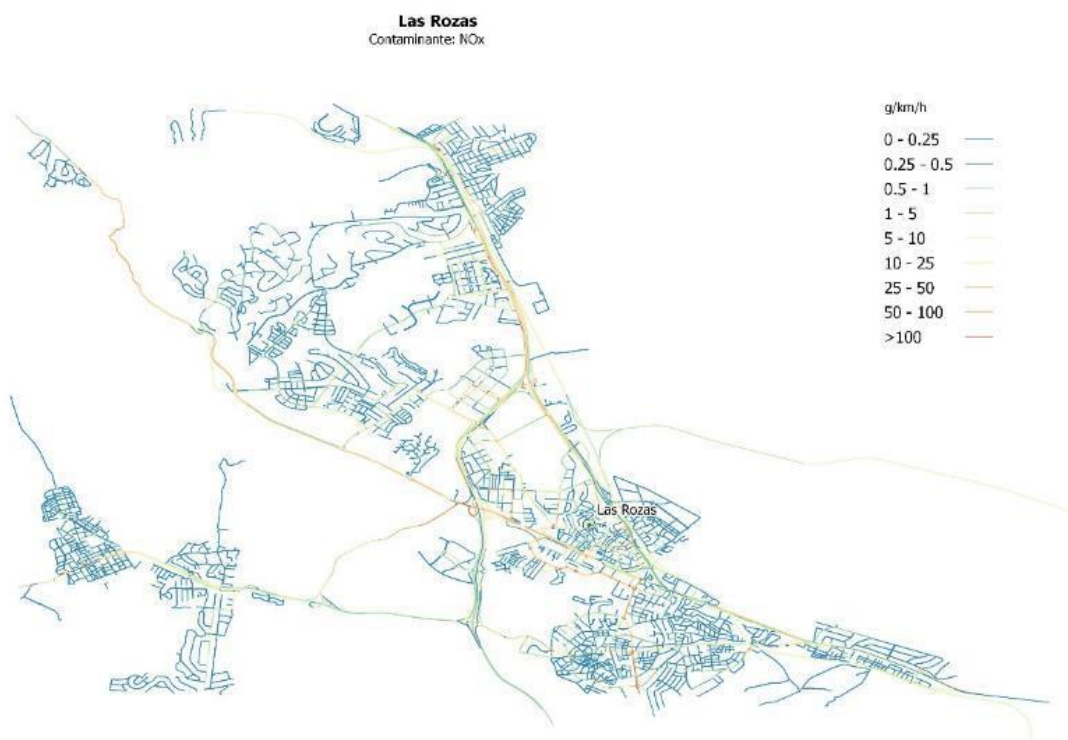 Las Rozas
Contaminante: NOx
g/km/h
0 - 0.25
0.25 - 0.5
0.5 - 1
1 - 5
5 - 10
10 - 25
25 - 50
50 - 100
>100
Las Rozas